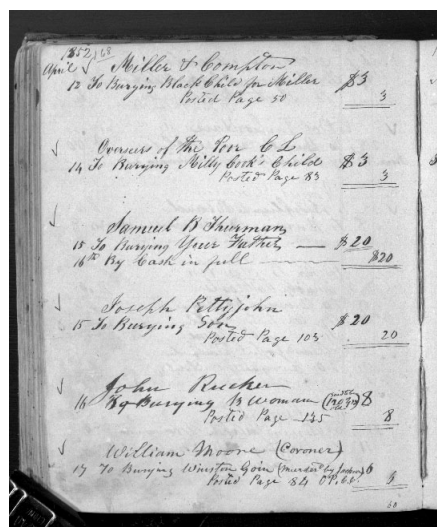 1852, 168
April Miller & Compton
12 To Burying Black Child for Miller $3
Posted Page 50 3
Overseers of the Poor C L
14 To Burying Milly Cook's Child $3
Posted Page 83 3
Samuel B Thurman
15 To Burying Your Father $20
16th By Cash in full $20
Joseph Pettyjohn
15 To Burying Son $20
Posted Page 103 20
John Rucker
16 Burying B Woman 8
Posted Page 135 8
William Moore (Coroner)
17 To Burying Winston Goin (Murdered by) 6
Posted Page 84
50